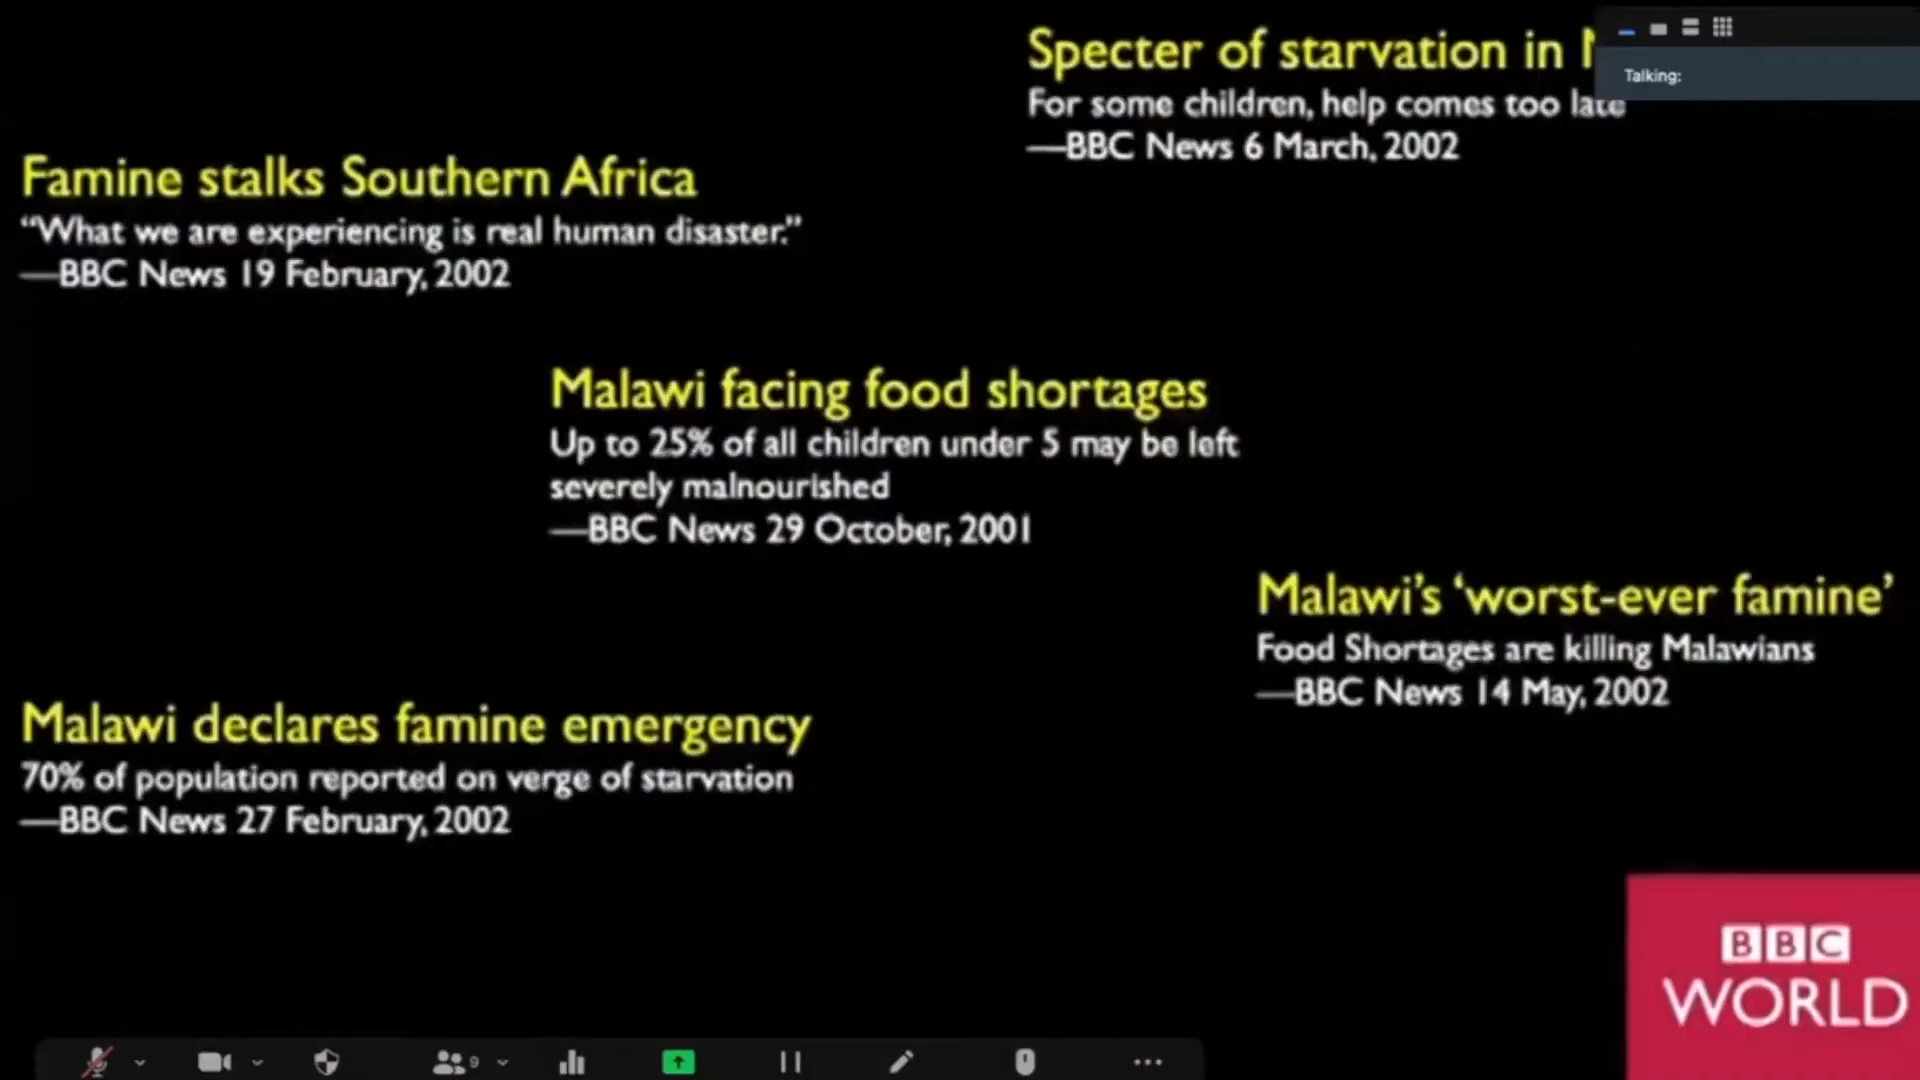 Specter of starvation in
For some children, help comes too late
—BBC News 6 March, 2002
Talking:
Famine stalks Southern Africa
“What we are experiencing is real human disaster.”
—BBC News 19 February, 2002
Malawi facing food shortages
Up to 25% of all children under 5 may be left
severely malnourished
—BBC News 29 October, 2001
Malawi’s ‘worst-ever famine’
Food Shortages are killing Malawians
—BBC News 14 May, 2002
Malawi declares famine emergency
70% of population reported on verge of starvation
—BBC News 27 February, 2002
BBC
WORLD
9